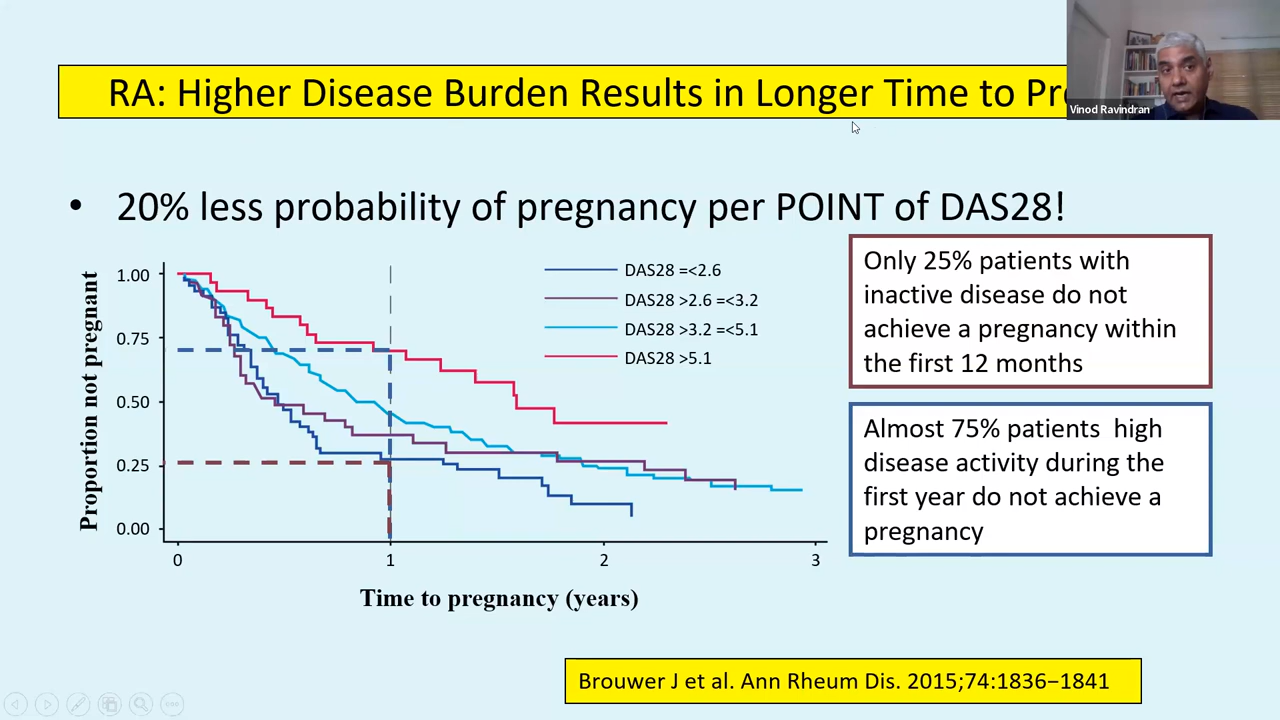 RA: Higher Disease Burden Results in Longer Time to
Vinod Ravindran
• 20% less probability of pregnancy per POINT of DAS28!
Proportion not pregnant
1.00
0.75
0.50
0.25
0.00
DAS28 =<2.6
DAS28 >2.6 =<3.2
DAS28 >3.2 =<5.1
DAS28 >5.1
0 1 2 3
Time to pregnancy (years)
Only 25% patients with
inactive disease do not
achieve a pregnancy within
the first 12 months
Almost 75% patients high
disease activity during the
first year do not achieve a
pregnancy
Brouwer J et al. Ann Rheum Dis. 2015;74:1836–1841